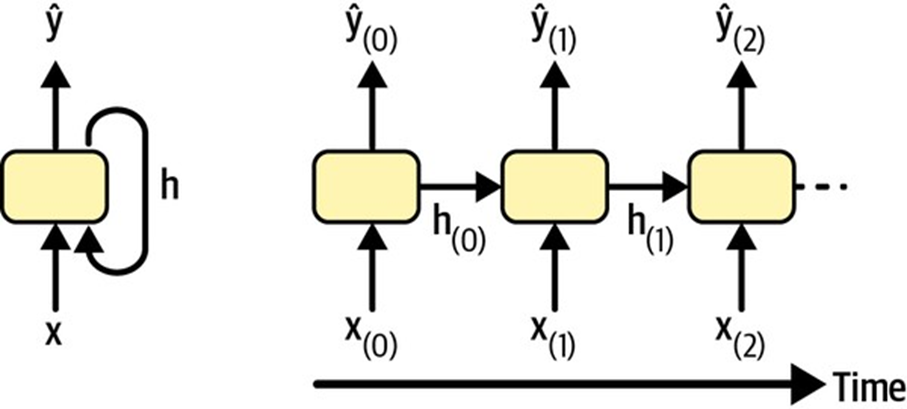 ŷ
ŷ(0) ŷ(1) ŷ(2)
h
h(0) h(1)
x
x(0) x(1) x(2)
Time